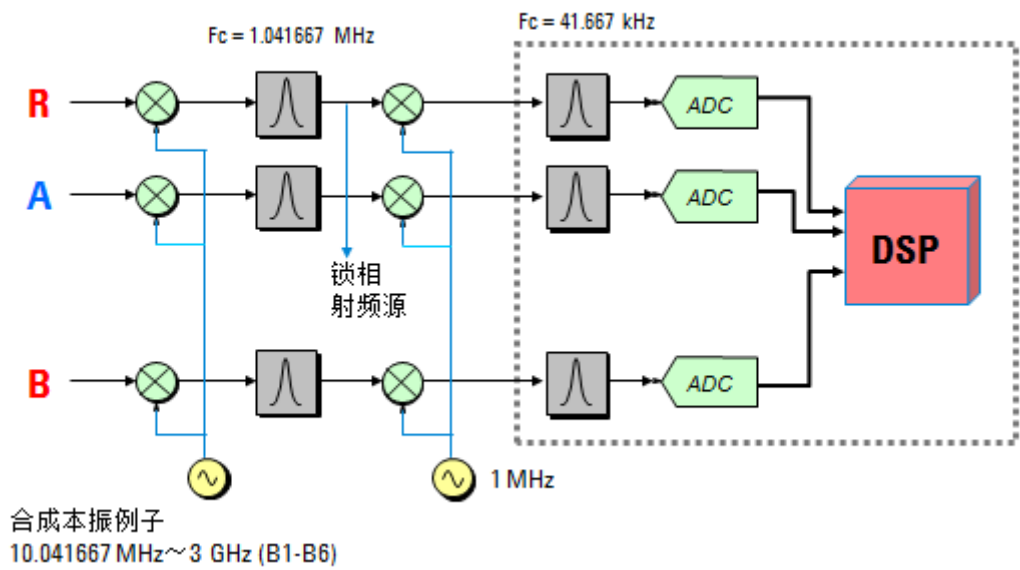 Fc = 1.041667 MHz
Fc = 41.667 kHz
R
ADC
A
ADC
DSP
锁相
射频源
B
ADC
1 MHz
合成本振例子
10.041667 MHz～3 GHz (B1-B6)